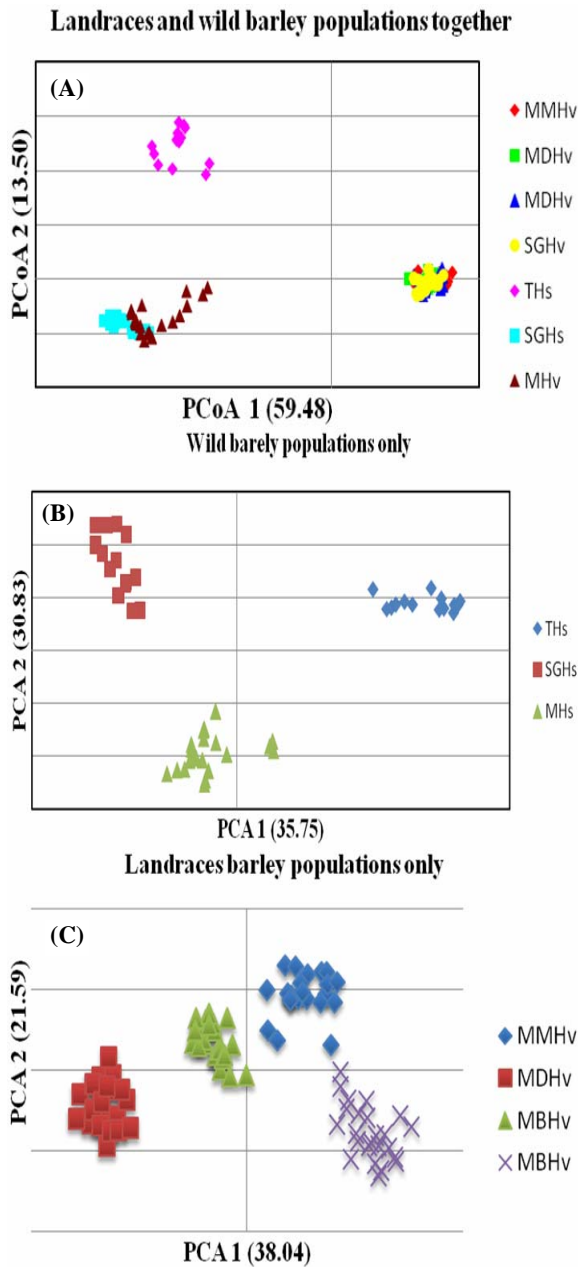 Landraces and wild barley populations together
(A)
PCoA 2 (13.50)
MMHv
MDHv
MDHv
SGHv
THs
SGHs
MHv
PCoA 1 (59.48)
Wild barely populations only
(B)
PCA 2 (30.83)
THs
SGHs
MHs
PCA 1 (35.75)
Landraces barley populations only
(C)
PCA 2 (21.59)
MMHv
MDHv
MBHv
MBHv
PCA 1 (38.04)